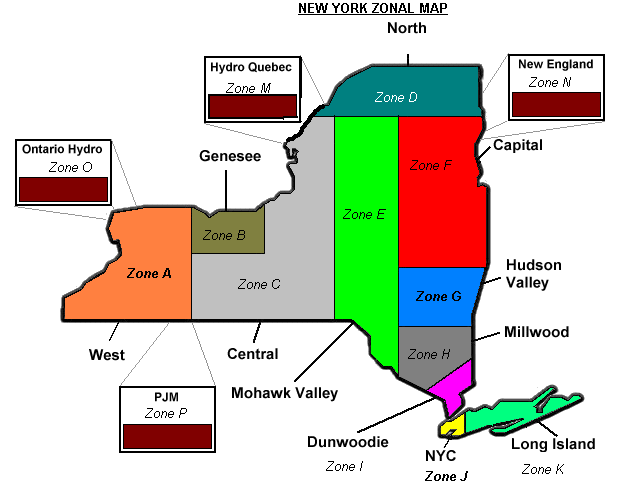 NEW YORK ZONAL MAP
North
Hydro Quebec
Zone M
New England
Zone N
Zone D
Ontario Hydro
Zone O
Genesee
Capital
Zone F
Zone E
Zone B
Zone A
Zone C
Hudson
Valley
Zone G
Millwood
Zone H
West
Central
Mohawk Valley
PJM
Zone P
Dunwoodie
Zone I
NYC
Zone J
Long Island
Zone K